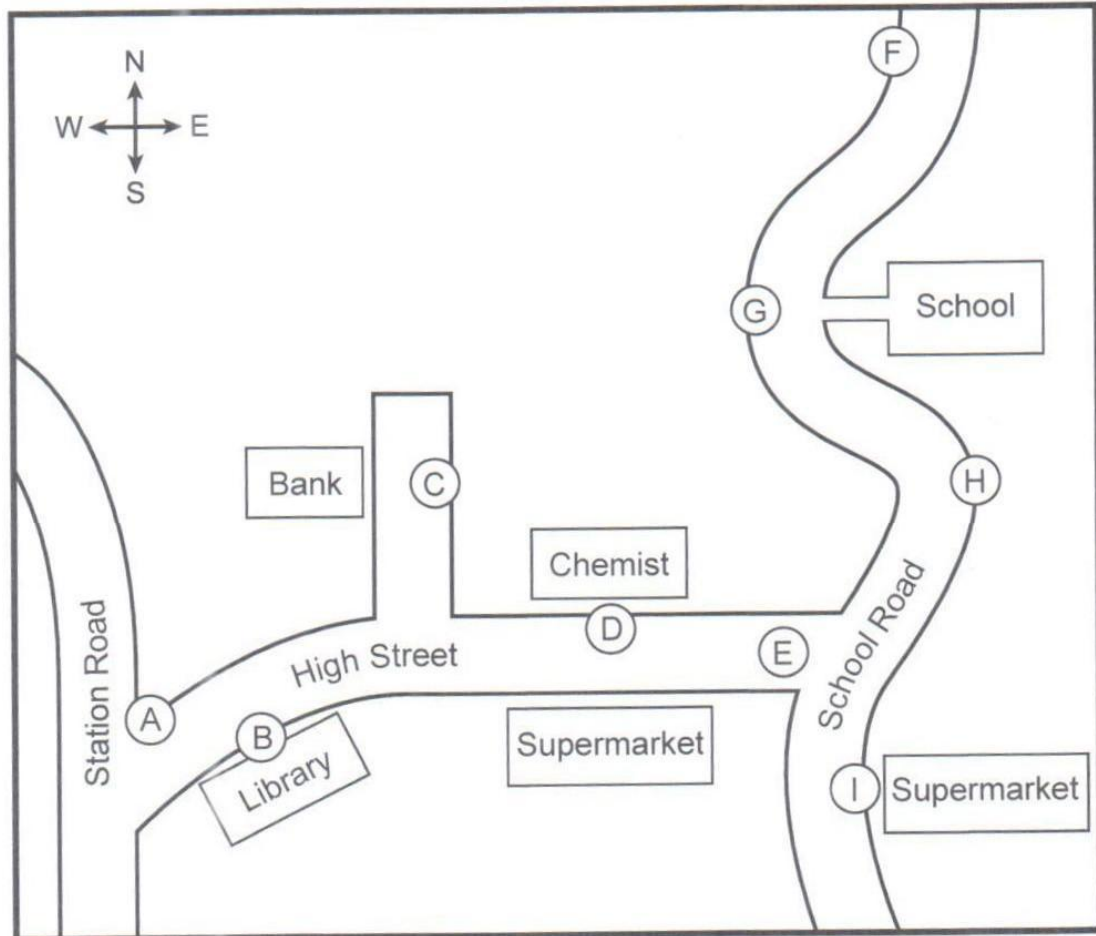 F
N
W E
S
G
School
Bank
C
H
Chemist
D
E
High Street
School Road
Station Road
A
B
Library
Supermarket
I
Supermarket